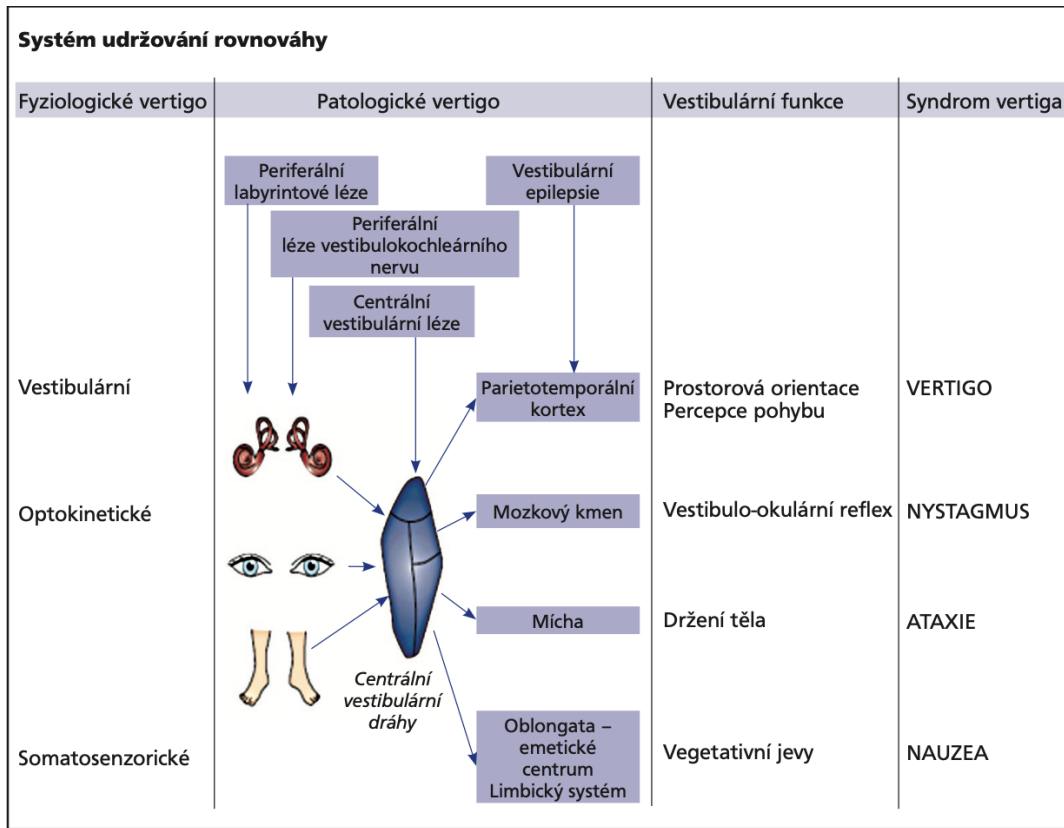 Systém udržování rovnováhy
Fyziologické vertigo
Patologické vertigo
Vestibulární funkce
Syndrom vertiga
Periferální
labyrintové léze
Vestibulární
epilepsie
Periferální
léze vestibulokochleárního
nervu
Centrální
vestibulární léze
Vestibulární
Parietotemporální
kortex
Prostorová orientace
Percepce pohybu
VERTIGO
Optokinetické
Mozkový kmen
Vestibulo-okulární reflex
NYSTAGMUS
Mícha
Držení těla
ATAXIE
Centrální
vestibulární
dráhy
Somatosenzorické
Oblongata –
emetické
centrum
Limbický systém
Vegetativní jevy
NAUZEA